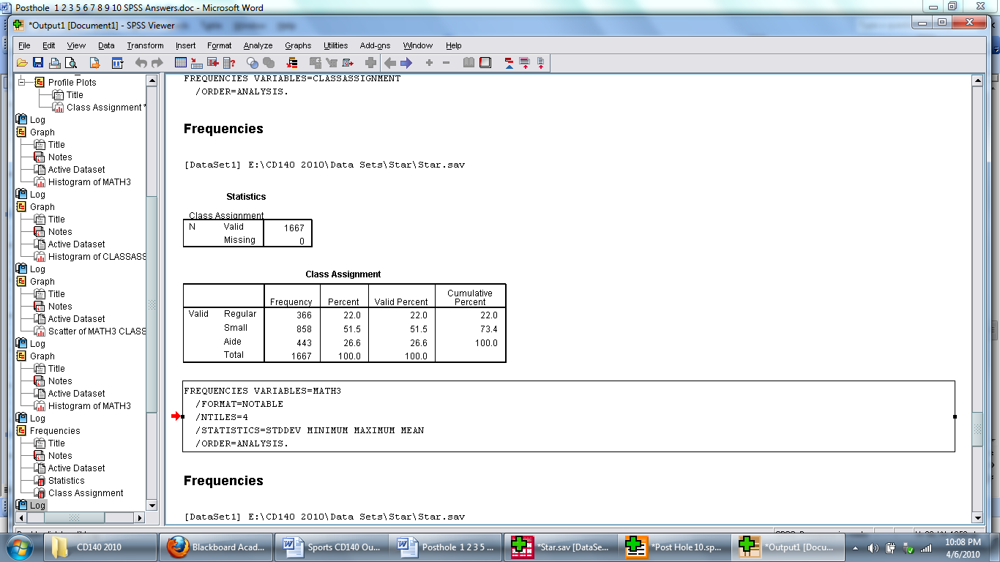 Posthole 1 2 3 5 6 7 8 9 10 SPSS Answers.doc - Microsoft Word
*Output1 [Document1] - SPSS Viewer
File Edit View Data Transform Insert Format Analyze Graphs Utilities Add-ons Window Help
Profile Plots
Title
Class Assignment *
Log
Graph
Title
Notes
Active Dataset
Histogram of MATH3
Log
Graph
Title
Notes
Active Dataset
Histogram of CLASSASS
Log
Graph
Title
Notes
Active Dataset
Scatter of MATH3 CLASS
Log
Graph
Title
Notes
Active Dataset
Histogram of MATH3
Log
Frequencies
Title
Notes
Active Dataset
Statistics
Class Assignment
Log
FREQUENCIES VARIABLES=CLASSASSIGNMENT
/ORDER=ANALYSIS.
Frequencies
[DataSet1] E:\CD140 2010\Data Sets\Star\Star.sav
Statistics
Class Assignment
N Valid 1667
Missing 0
Class Assignment
Frequency Percent Valid Percent Cumulative Percent
Valid Regular 366 22.0 22.0 22.0
Small 858 51.5 51.5 73.4
Aide 443 26.6 26.6 100.0
Total 1667 100.0 100.0
FREQUENCIES VARIABLES=MATH3
/FORMAT=NOTABLE
/NTILES=4
/STATISTICS=STDDEV MINIMUM MAXIMUM MEAN
/ORDER=ANALYSIS.
Frequencies
[DataSet1] E:\CD140 2010\Data Sets\Star\Star.sav
CD140 2010
Blackboard Acad...
Sports CD140 Ou...
Posthole 1 2 3 5 ...
*Star.sav [DataSe...
*Post Hole 10.sp...
*Output1 [Docu...
10:08 PM
4/6/2010